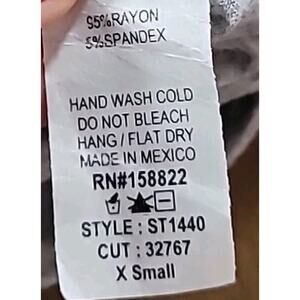 95%RAYON
5%SPANDEX
HAND WASH COLD
DO NOT BLEACH
HANG / FLAT DRY
MADE IN MEXICO
RN#158822
STYLE : ST1440
CUT : 32767
X Small